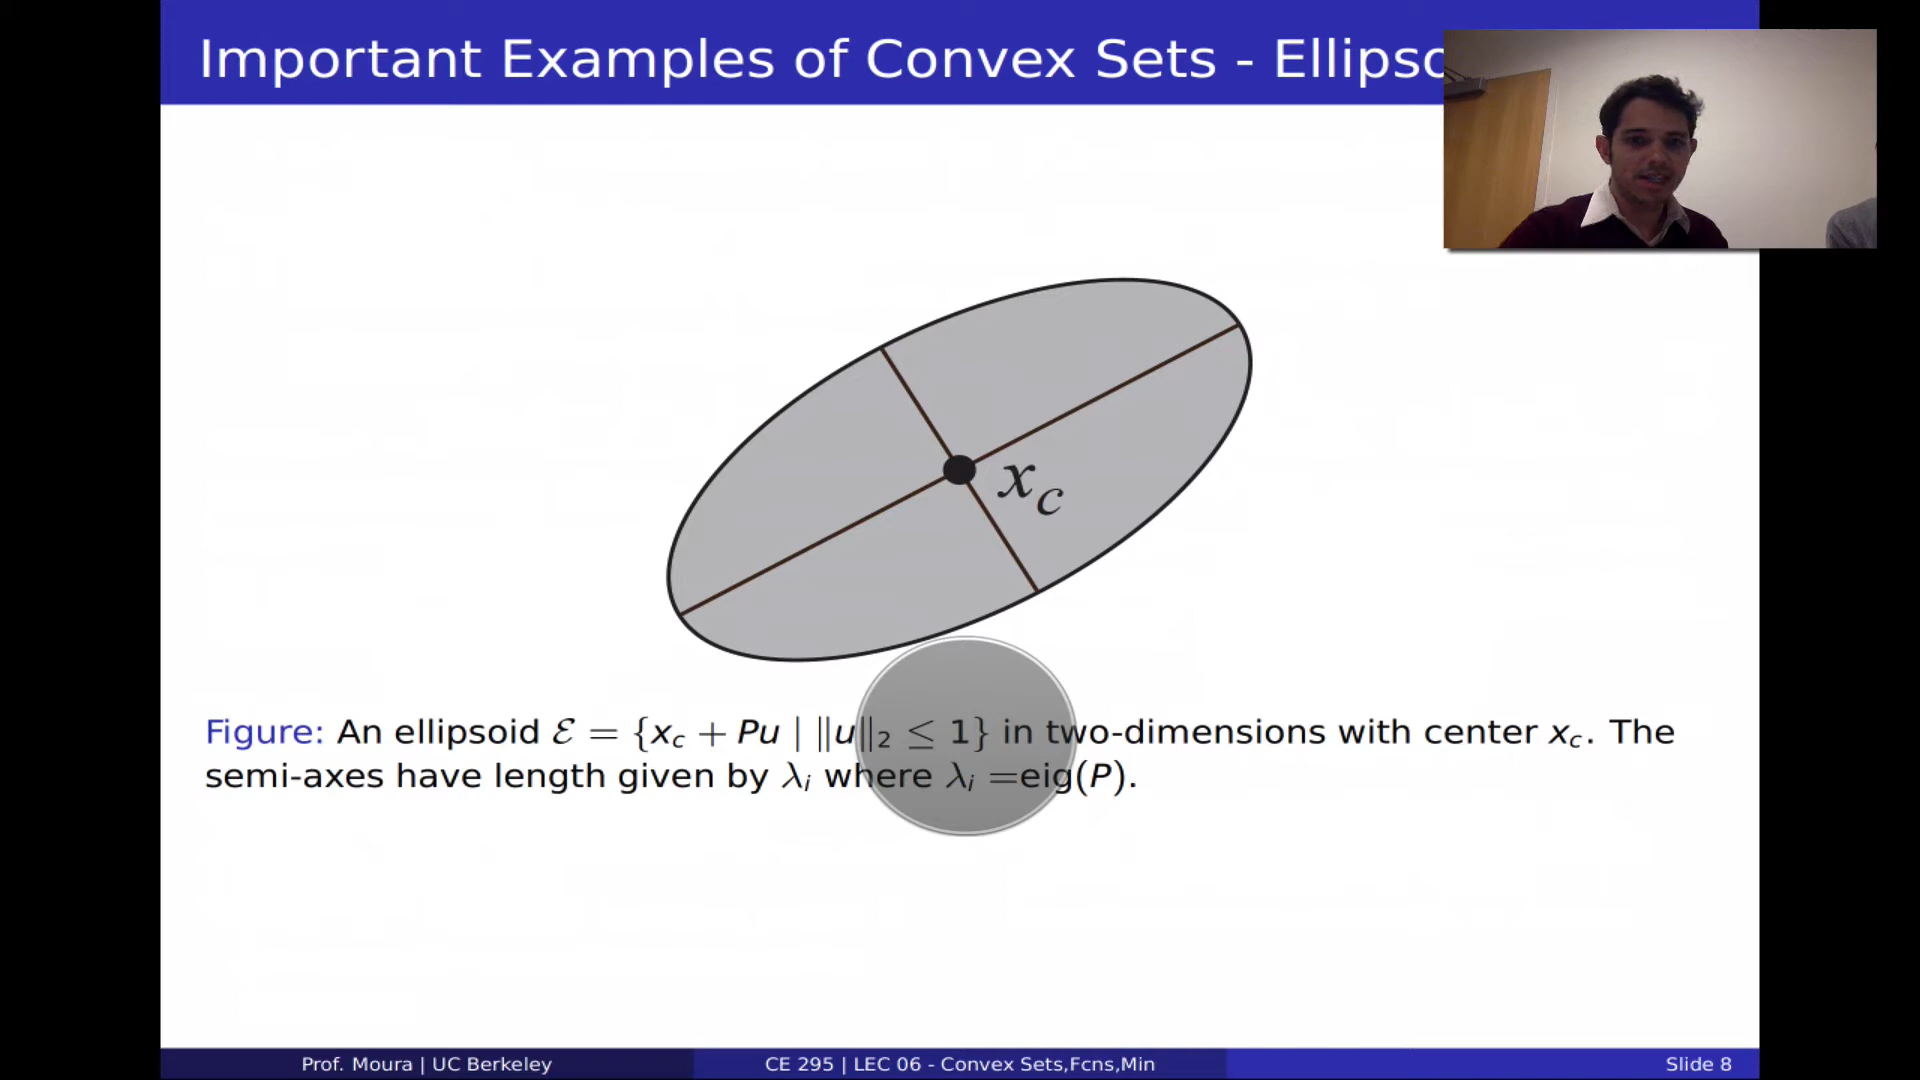 Important Examples of Convex Sets - Ellipso
x_c
Figure: An ellipsoid ℰ = {x_c + Pu | ‖u‖₂ ≤ 1} in two-dimensions with center x_c. The
semi-axes have length given by λ_i where λ_i =eig(P).
Prof. Moura | UC Berkeley
CE 295 | LEC 06 - Convex Sets,Fcns,Min
Slide 8